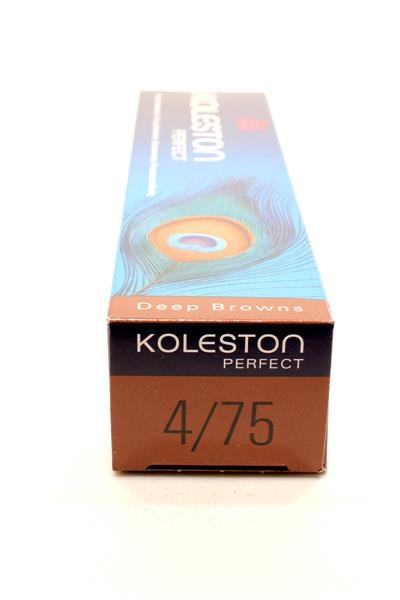 KOLESTON
PERFECT
Deep Browns
KOLESTON
PERFECT
4/75